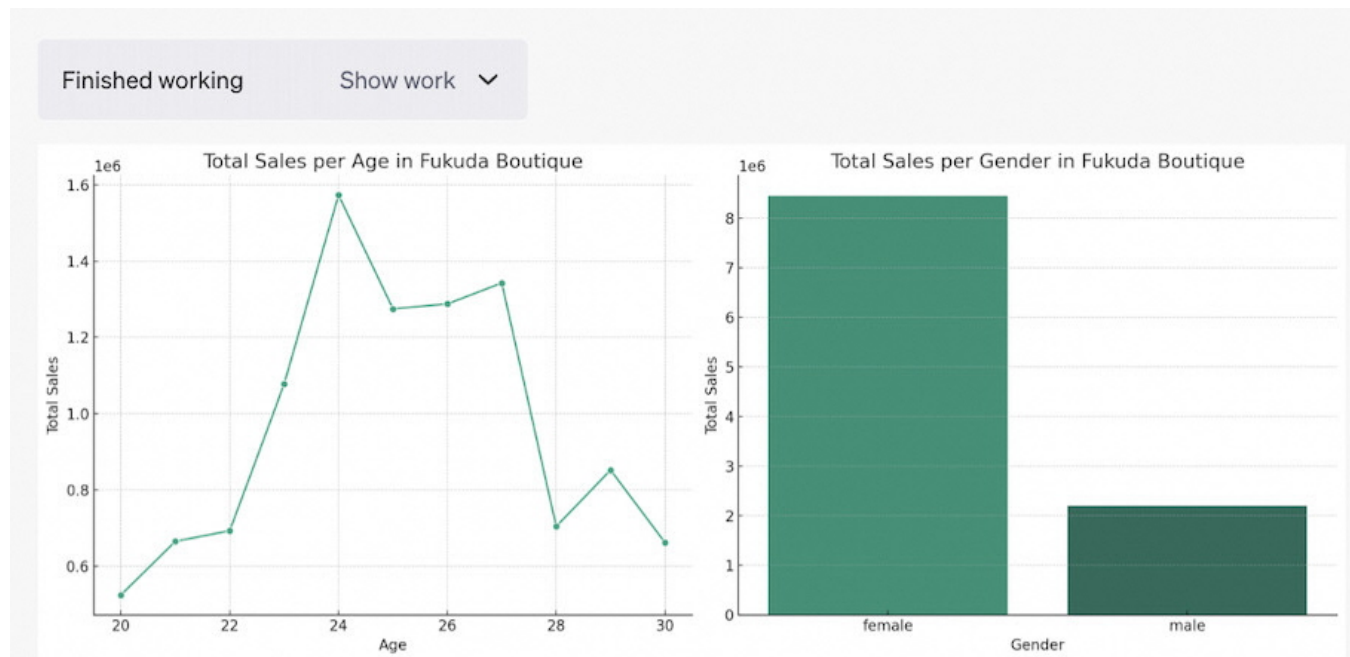 Finished working Show work
Total Sales per Age in Fukuda Boutique
1e6
1.6
1.4
1.2
1.0
0.8
0.6
Total Sales
20 22 24 26 28 30
Age
Total Sales per Gender in Fukuda Boutique
1e6
8
7
6
5
4
3
2
1
0
Total Sales
female male
Gender